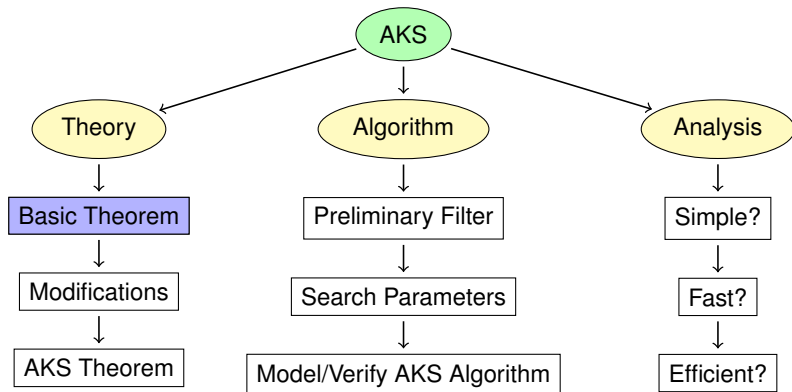 AKS
Theory
Algorithm
Analysis
Basic Theorem
Preliminary Filter
Simple?
Modifications
Search Parameters
Fast?
AKS Theorem
Model/Verify AKS Algorithm
Efficient?